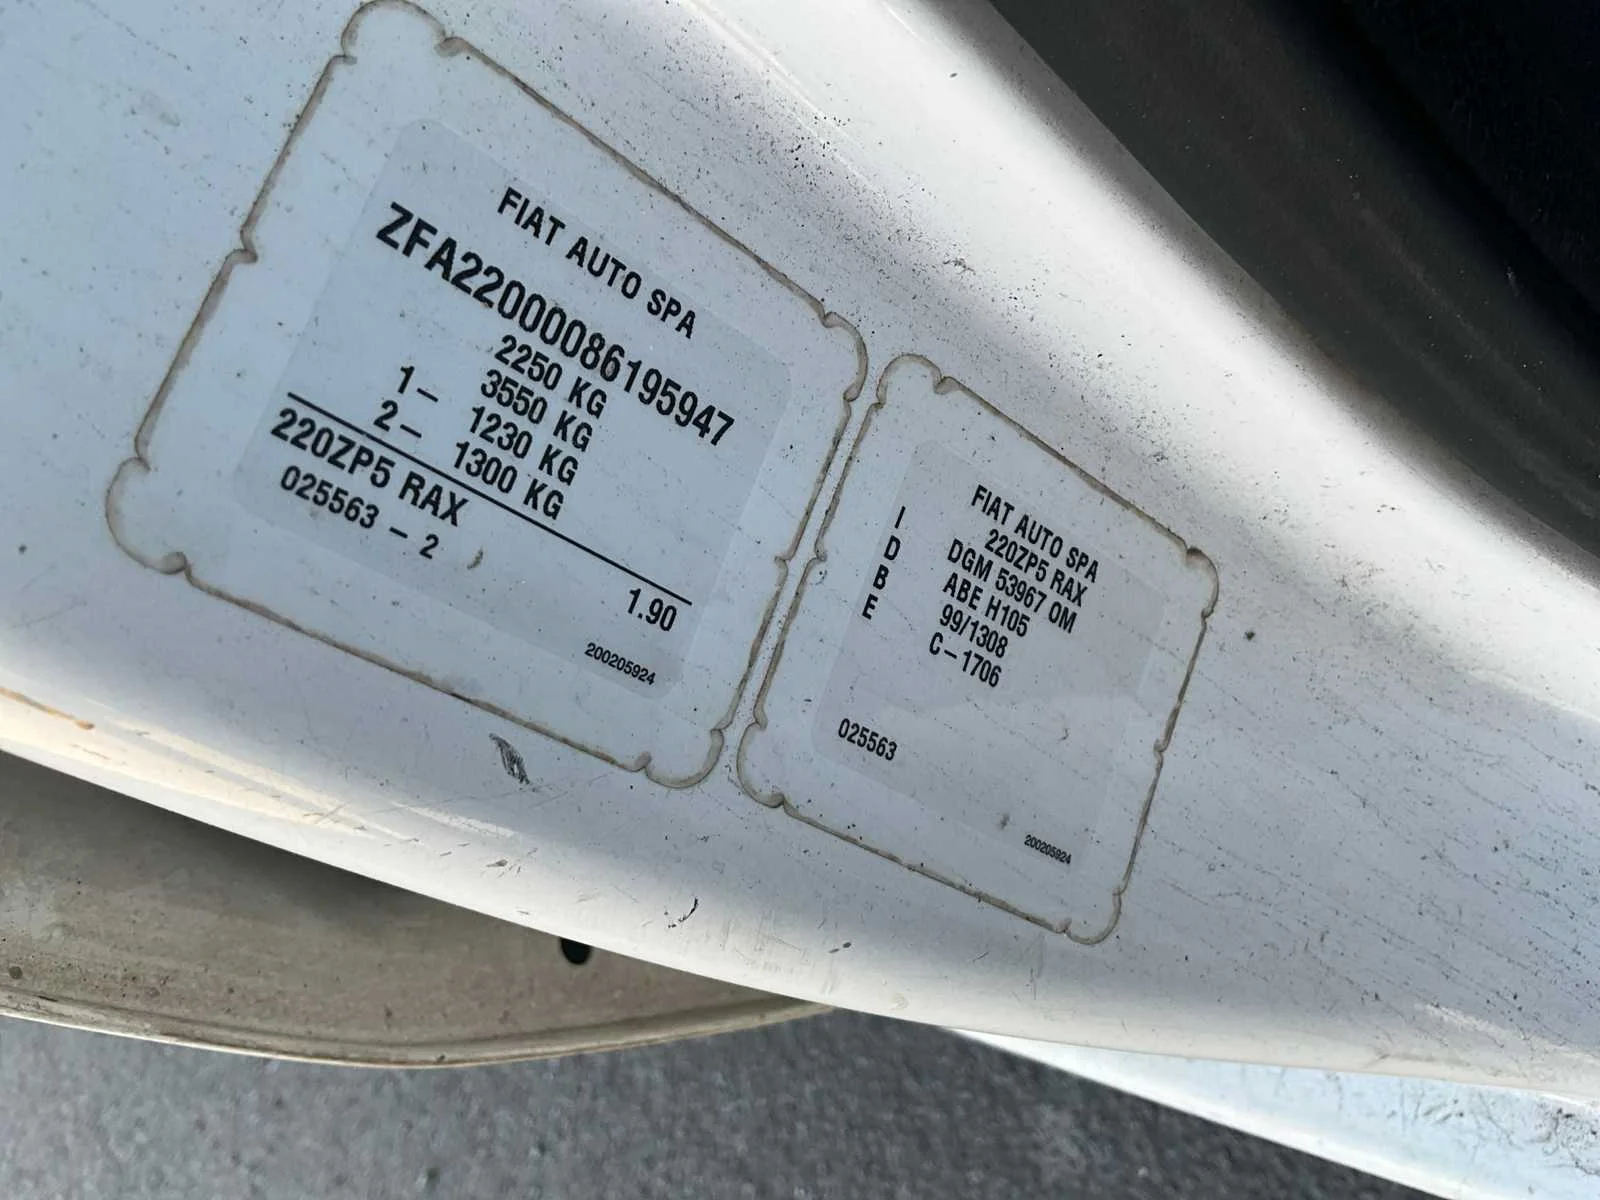 FIAT AUTO SPA
ZFA22000086195947
2250 KG
1– 3550 KG
2– 1230 KG
1300 KG
220ZP5 RAX 1.90
025563 – 2
200205924
FIAT AUTO SPA
220ZP5 RAX
I DGM 53967 OM
D ABE H105
B 99/1308
E C–1706
025563
200205924